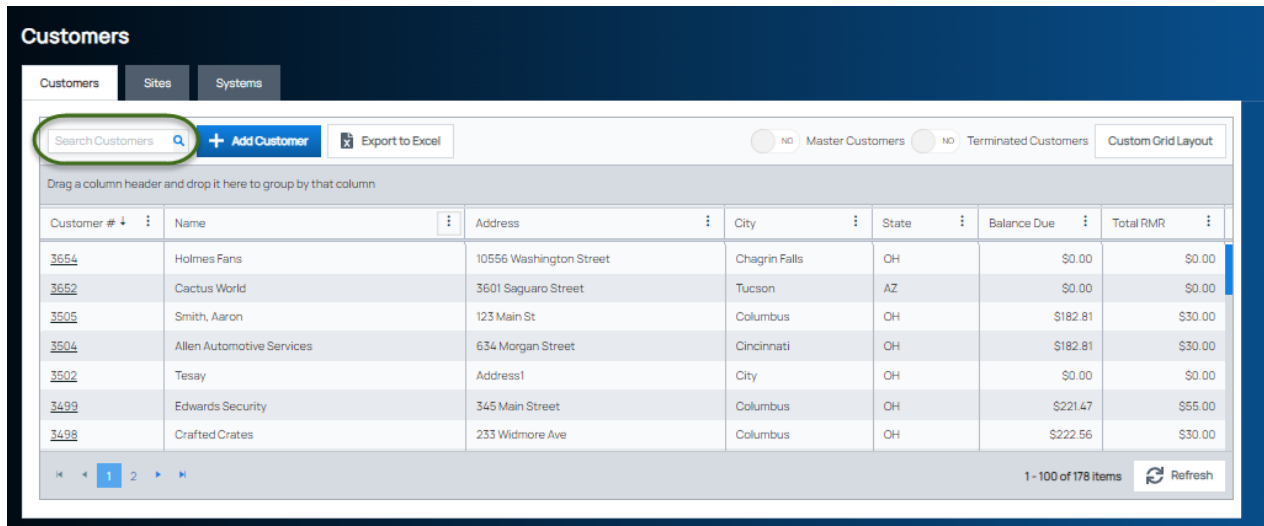 Customers
Customers Sites Systems
Search Customers Add Customer Export to Excel NO Master Customers NO Terminated Customers Custom Grid Layout
Drag a column header and drop it here to group by that column
Customer # Name Address City State Balance Due Total RMR
3654 Holmes Fans 10556 Washington Street Chagrin Falls OH $0.00 $0.00
3652 Cactus World 3601 Saguaro Street Tucson AZ $0.00 $0.00
3505 Smith, Aaron 123 Main St Columbus OH $182.81 $30.00
3504 Allen Automotive Services 634 Morgan Street Cincinnati OH $182.81 $30.00
3502 Tesay Address1 City OH $0.00 $0.00
3499 Edwards Security 345 Main Street Columbus OH $221.47 $55.00
3498 Crafted Crates 233 Widmore Ave Columbus OH $222.56 $30.00
1 2 1 - 100 of 178 items Refresh